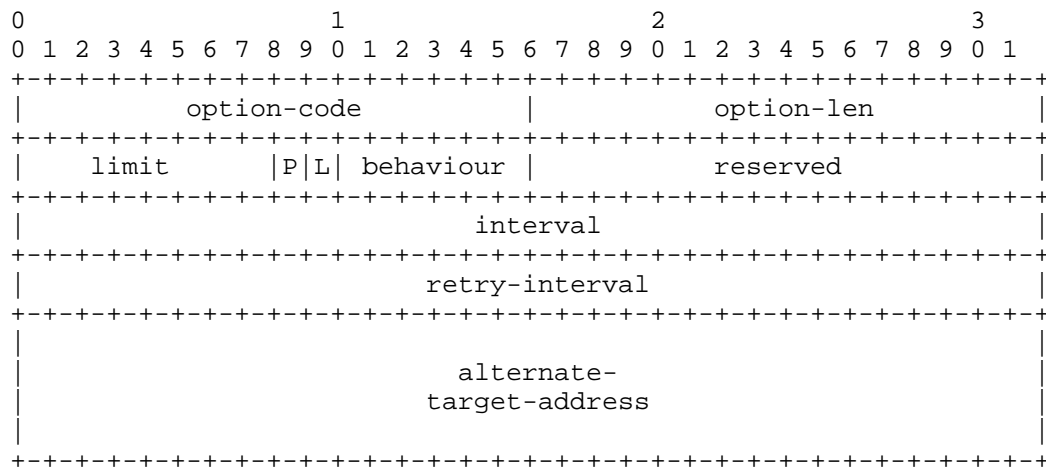 0                   1                   2                   3
0 1 2 3 4 5 6 7 8 9 0 1 2 3 4 5 6 7 8 9 0 1 2 3 4 5 6 7 8 9 0 1
+-+-+-+-+-+-+-+-+-+-+-+-+-+-+-+-+-+-+-+-+-+-+-+-+-+-+-+-+-+-+-+-+
|          option-code          |           option-len          |
+-+-+-+-+-+-+-+-+-+-+-+-+-+-+-+-+-+-+-+-+-+-+-+-+-+-+-+-+-+-+-+-+
|    limit      |P|L| behaviour |           reserved            |
+-+-+-+-+-+-+-+-+-+-+-+-+-+-+-+-+-+-+-+-+-+-+-+-+-+-+-+-+-+-+-+-+
|                            interval                           |
+-+-+-+-+-+-+-+-+-+-+-+-+-+-+-+-+-+-+-+-+-+-+-+-+-+-+-+-+-+-+-+-+
|                         retry-interval                        |
+-+-+-+-+-+-+-+-+-+-+-+-+-+-+-+-+-+-+-+-+-+-+-+-+-+-+-+-+-+-+-+-+
|                                                               |
|                           alternate-                          |
|                         target-address                        |
|                                                               |
+-+-+-+-+-+-+-+-+-+-+-+-+-+-+-+-+-+-+-+-+-+-+-+-+-+-+-+-+-+-+-+-+